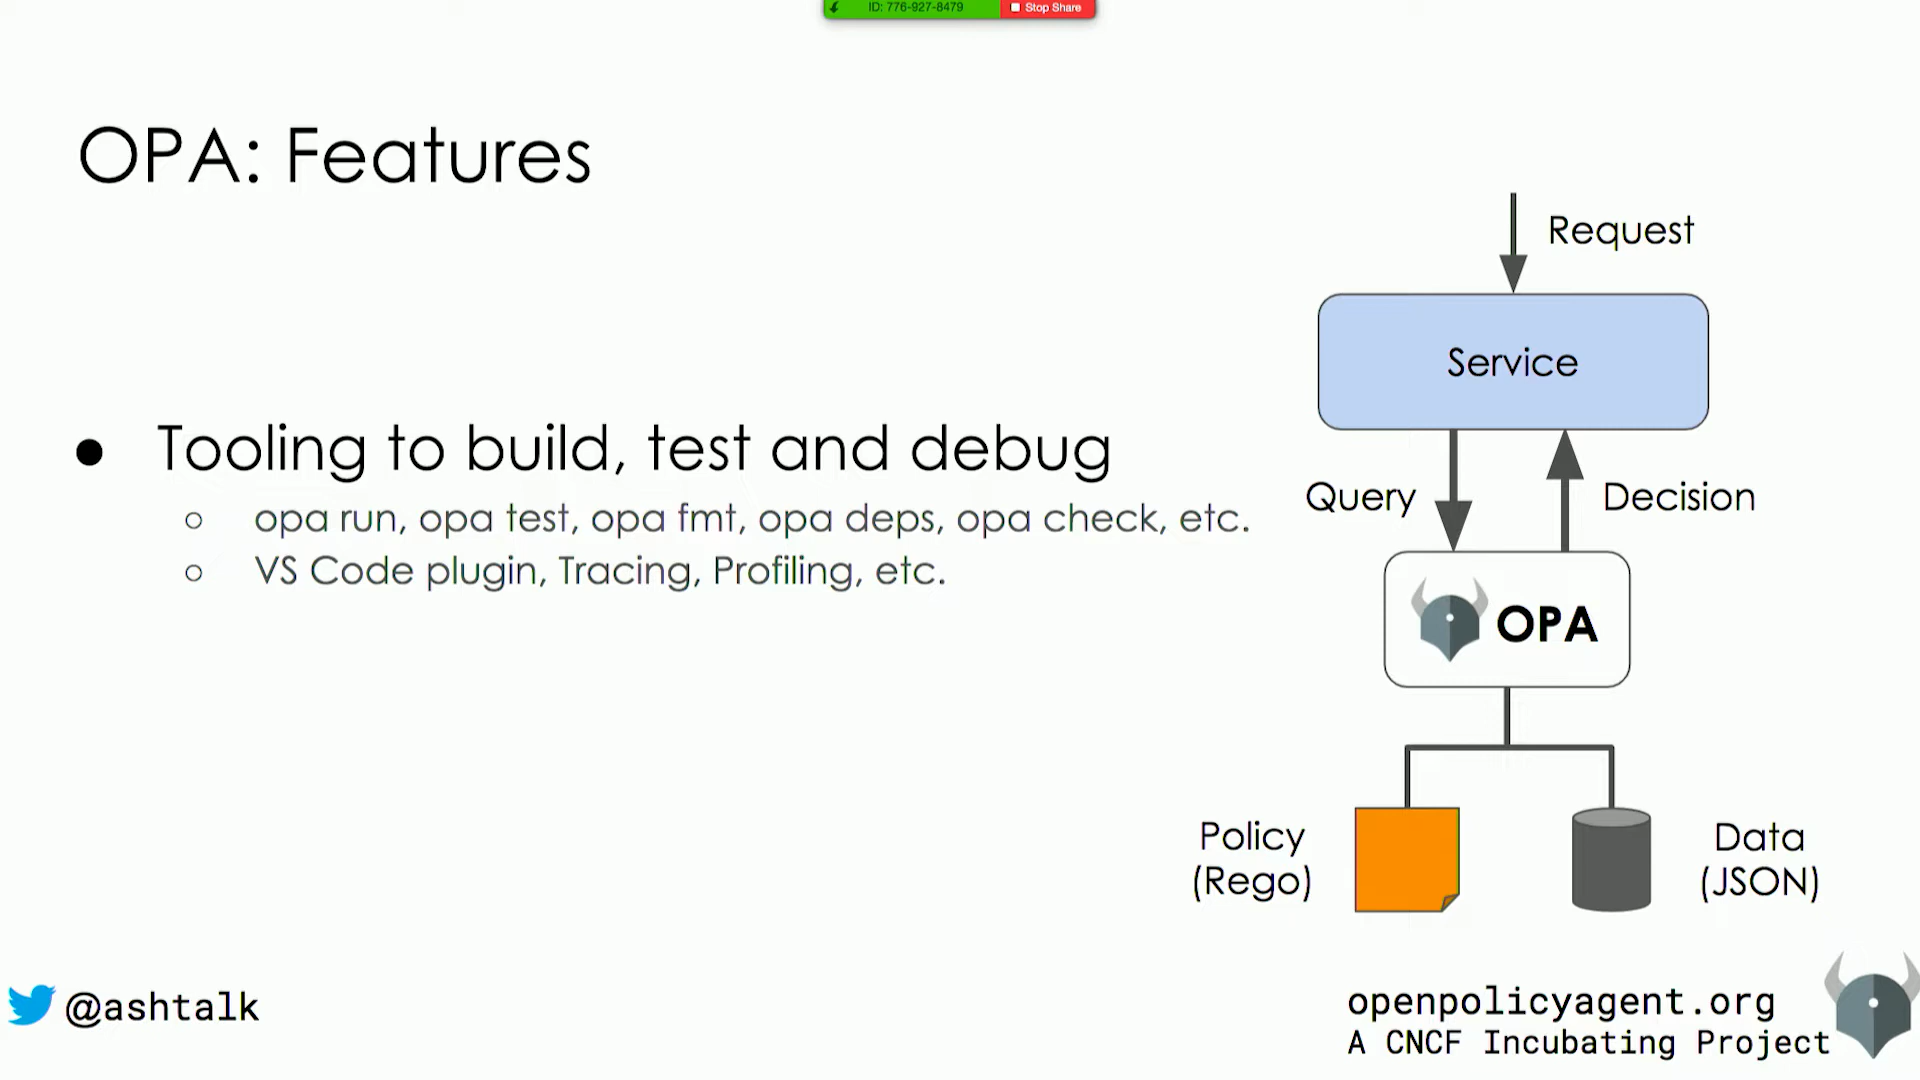 ID: 776-927-8479
Stop Share
OPA: Features
Request
Service
● Tooling to build, test and debug
○ opa run, opa test, opa fmt, opa deps, opa check, etc.
○ VS Code plugin, Tracing, Profiling, etc.
Query
Decision
OPA
Policy
(Rego)
Data
(JSON)
@ashtalk
openpolicyagent.org
A CNCF Incubating Project